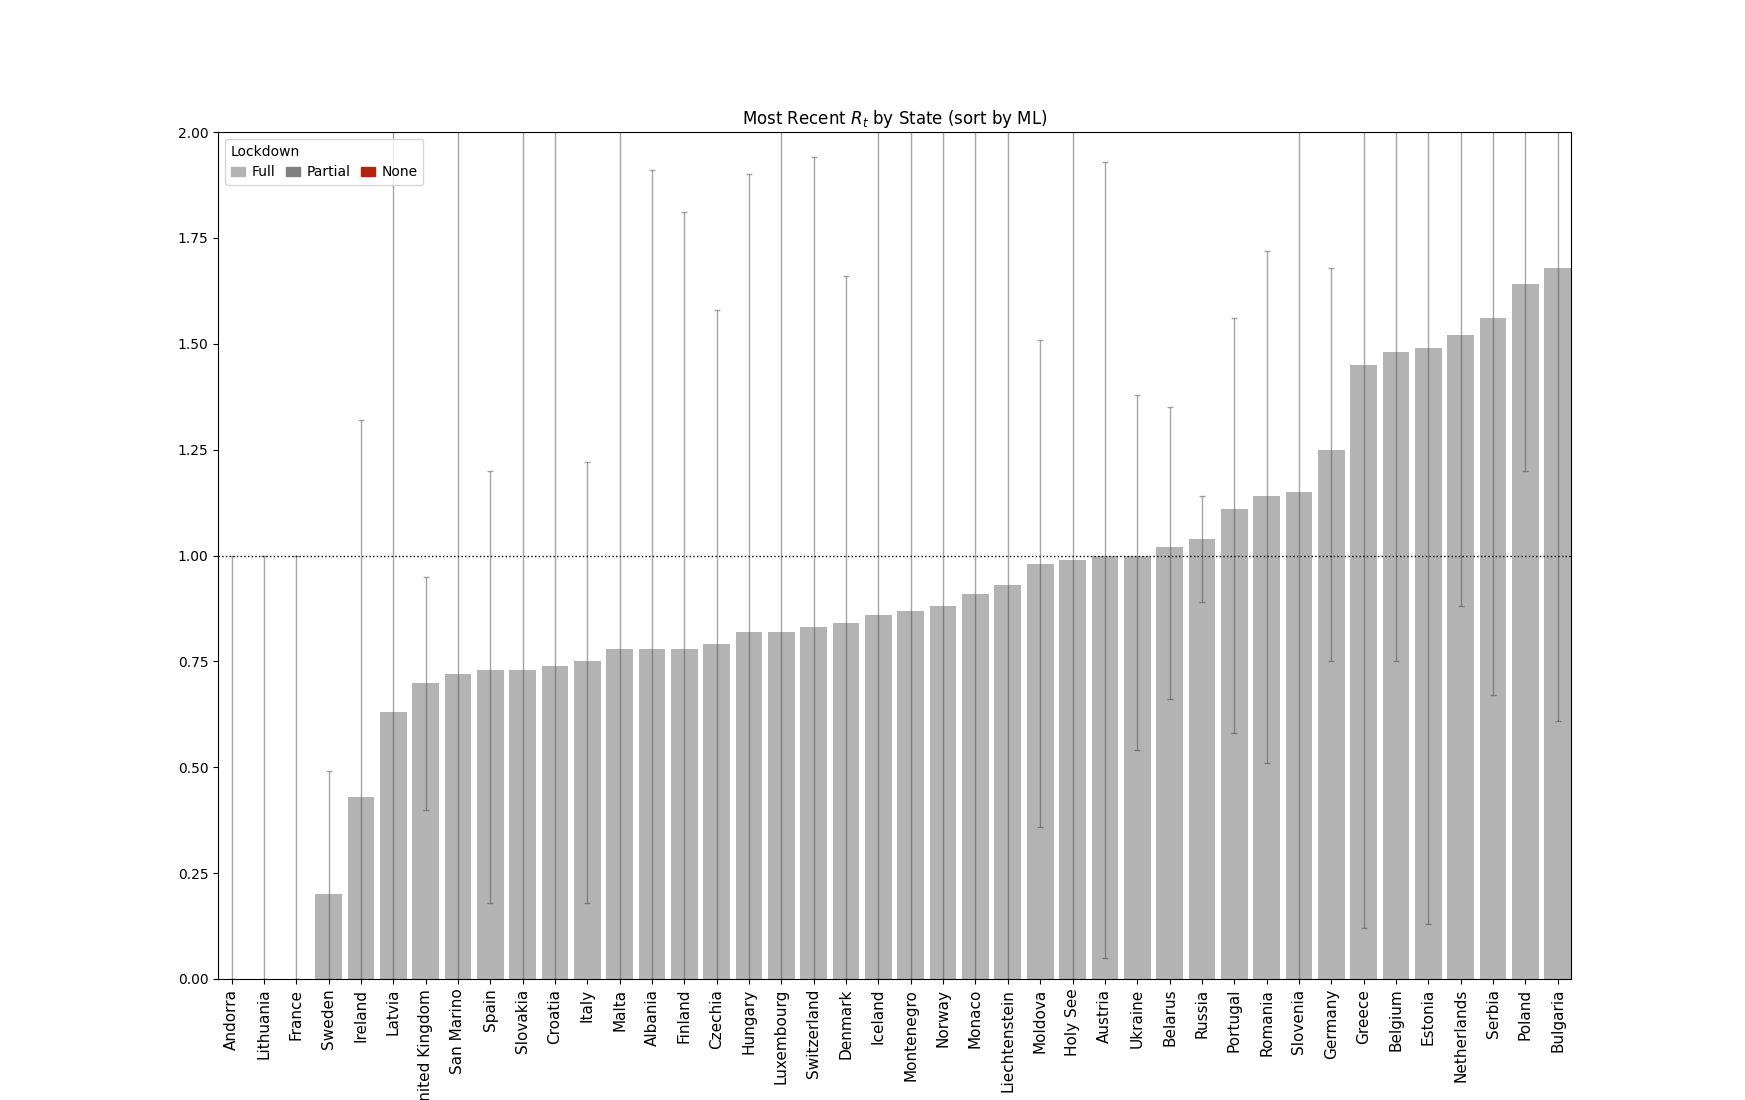 Most Recent Rt by State (sort by ML)
Lockdown
Full Partial None
2.00
1.75
1.50
1.25
1.00
0.75
0.50
0.25
0.00
Andorra
Lithuania
France
Sweden
Ireland
Latvia
nited Kingdom
San Marino
Spain
Slovakia
Croatia
Italy
Malta
Albania
Finland
Czechia
Hungary
Luxembourg
Switzerland
Denmark
Iceland
Montenegro
Norway
Monaco
Liechtenstein
Moldova
Holy See
Austria
Ukraine
Belarus
Russia
Portugal
Romania
Slovenia
Germany
Greece
Belgium
Estonia
Netherlands
Serbia
Poland
Bulgaria